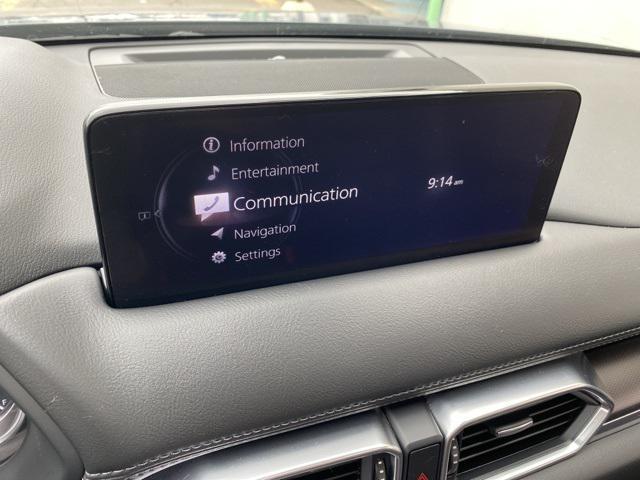 Information
Entertainment
Communication
9:14 am
Navigation
Settings